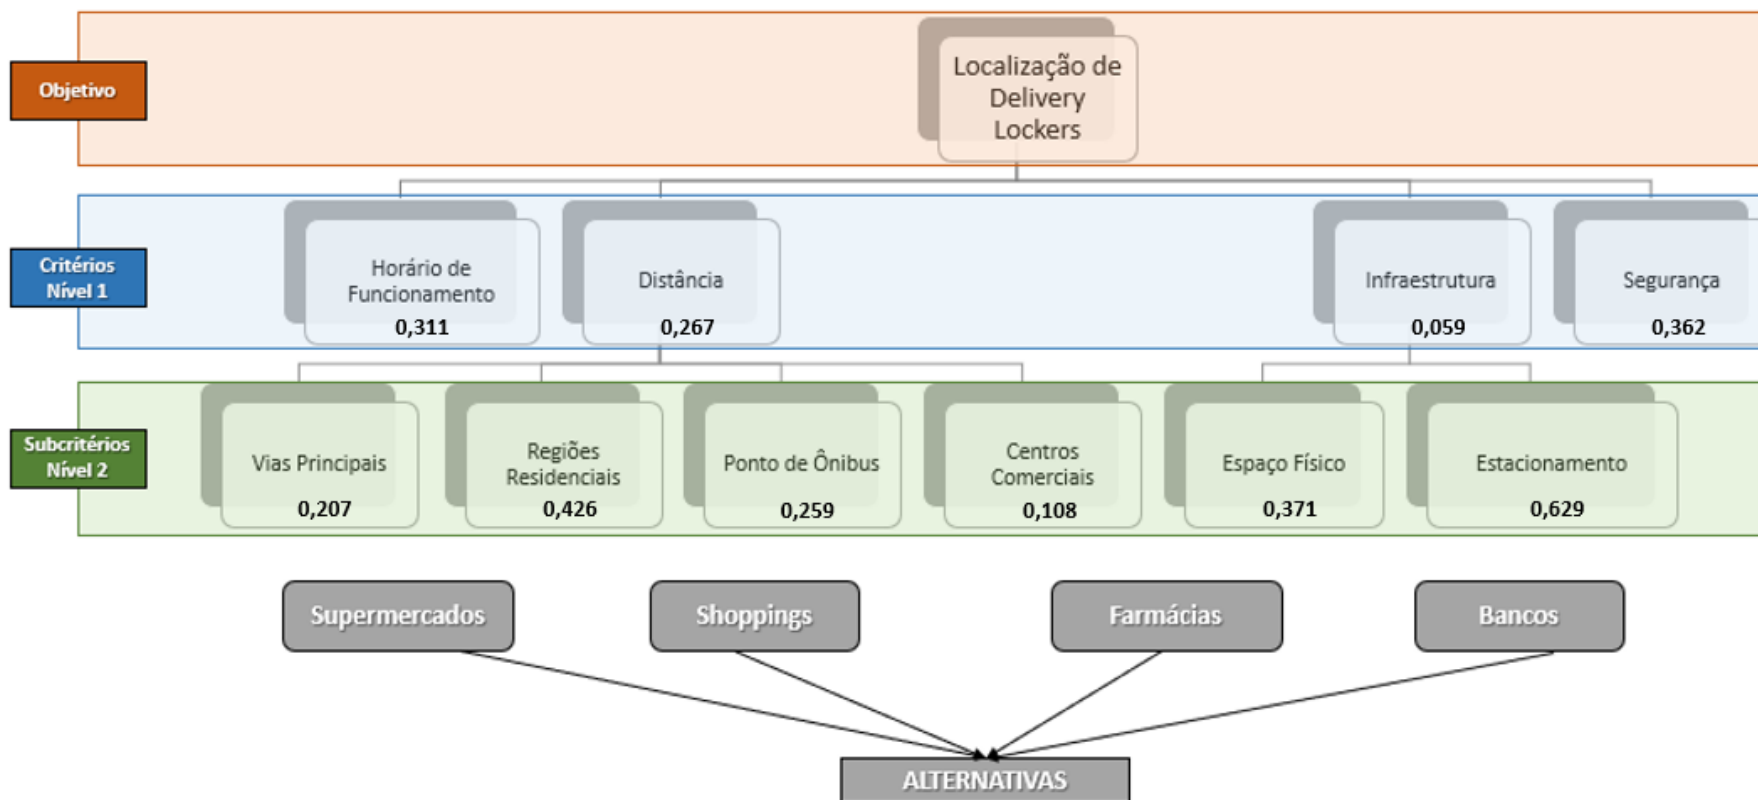 Objetivo
Localização de
Delivery
Lockers
Critérios
Nível 1
Horário de
Funcionamento
0,311
Distância
0,267
Infraestrutura
0,059
Segurança
0,362
Subcritérios
Nível 2
Vias Principais
0,207
Regiões
Residenciais
0,426
Ponto de Ônibus
0,259
Centros
Comerciais
0,108
Espaço Físico
0,371
Estacionamento
0,629
Supermercados
Shoppings
Farmácias
Bancos
ALTERNATIVAS